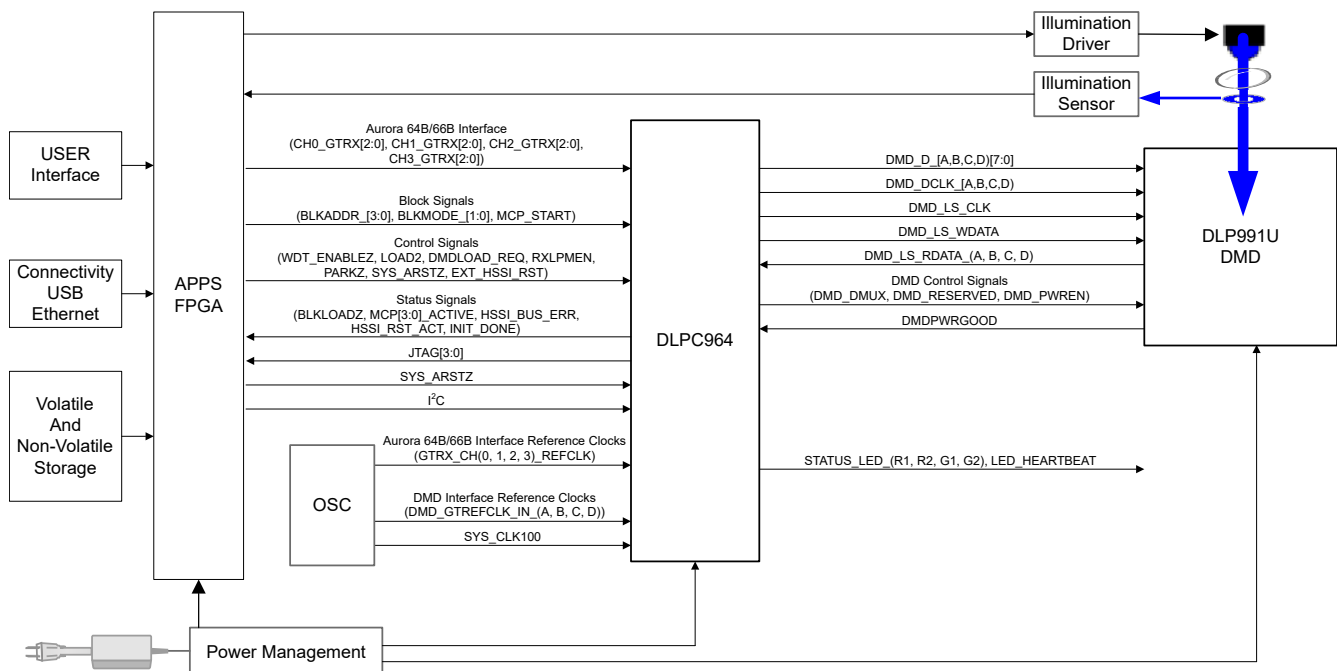 Illumination
Driver
Illumination
Sensor
USER
Interface
Connectivity
USB
Ethernet
Volatile
And
Non-Volatile
Storage
APPS
FPGA
Aurora 64B/66B Interface
(CH0_GTRX[2:0], CH1_GTRX[2:0], CH2_GTRX[2:0],
CH3_GTRX[2:0])
Block Signals
(BLKADDR_[3:0], BLKMODE_[1:0], MCP_START)
Control Signals
(WDT_ENABLEZ, LOAD2, DMDLOAD_REQ, RXLPMEN,
PARKZ, SYS_ARSTZ, EXT_HSSI_RST)
Status Signals
(BLKLOADZ, MCP[3:0]_ACTIVE, HSSI_BUS_ERR,
HSSI_RST_ACT, INIT_DONE)
JTAG[3:0]
SYS_ARSTZ
I²C
OSC
Aurora 64B/66B Interface Reference Clocks
(GTRX_CH(0, 1, 2, 3)_REFCLK)
DMD Interface Reference Clocks
(DMD_GTREFCLK_IN_(A, B, C, D))
SYS_CLK100
DLPC964
DMD_D_[A,B,C,D)[7:0]
DMD_DCLK_[A,B,C,D)
DMD_LS_CLK
DMD_LS_WDATA
DMD_LS_RDATA_(A, B, C, D)
DMD Control Signals
(DMD_DMUX, DMD_RESERVED, DMD_PWREN)
DMDPWRGOOD
STATUS_LED_(R1, R2, G1, G2), LED_HEARTBEAT
DLP991U
DMD
Power Management